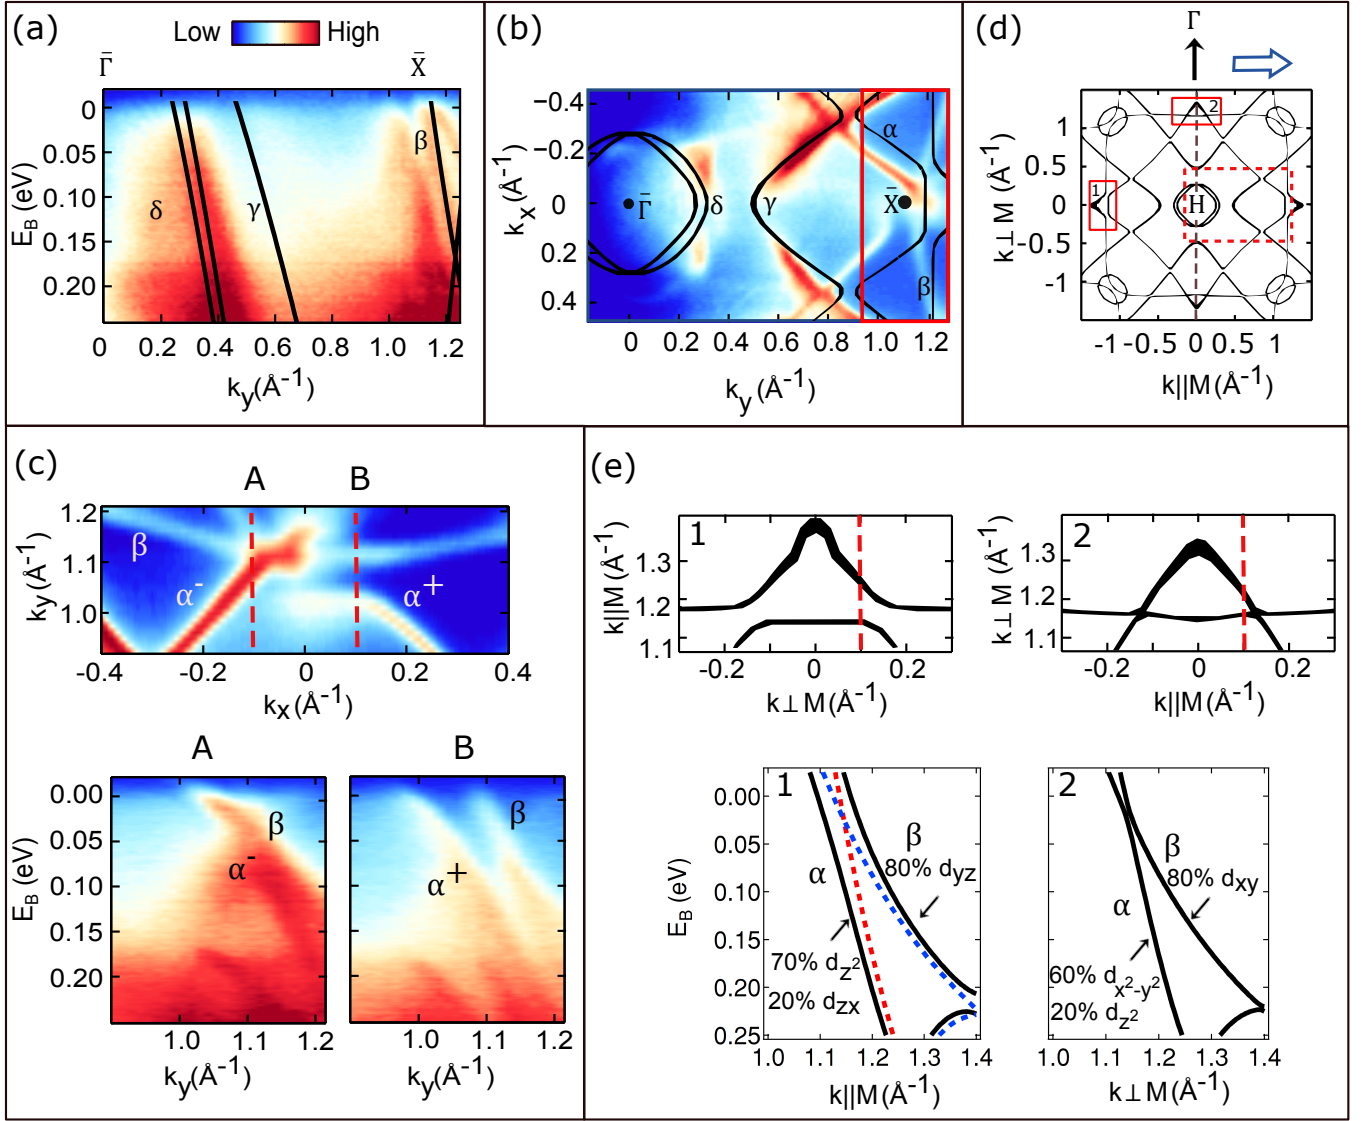 (a)
Low High
Γ̄ X̄
0
0.05
0.10
0.15
0.20
E_B (eV)
δ γ β
0 0.2 0.4 0.6 0.8 1.0 1.2
k_y(Å⁻¹)
(b)
−0.4
−0.2
0
0.2
0.4
k_x(Å⁻¹)
α
Γ̄ δ γ X̄
β
0 0.2 0.4 0.6 0.8 1.0 1.2
k_y(Å⁻¹)
(d)
Γ
2
1
H
1
0.5
0
-0.5
-1
k⊥M (Å⁻¹)
-1 -0.5 0 0.5 1
k||M(Å⁻¹)
(c)
A B
1.2
1.1
1.0
k_y(Å⁻¹)
β
α⁻ α⁺
-0.4 -0.2 0 0.2 0.4
k_x(Å⁻¹)
A B
0.00
0.05
0.10
0.15
0.20
E_B (eV)
β
α⁻
β
α⁺
1.0 1.1 1.2
k_y(Å⁻¹)
1.0 1.1 1.2
k_y(Å⁻¹)
(e)
1
1.3
1.2
1.1
k||M(Å⁻¹)
-0.2 0 0.2
k⊥M(Å⁻¹)
2
1.3
1.2
1.1
k⊥M (Å⁻¹)
-0.2 0 0.2
k||M(Å⁻¹)
1
0.00
0.05
0.10
0.15
0.20
0.25
E_B (eV)
β
80% d_yz
α
70% d_z²
20% d_zx
1.0 1.1 1.2 1.3 1.4
k||M(Å⁻¹)
2
β
80% d_xy
α
60% d_x²-y²
20% d_z²
1.0 1.1 1.2 1.3 1.4
k⊥M(Å⁻¹)